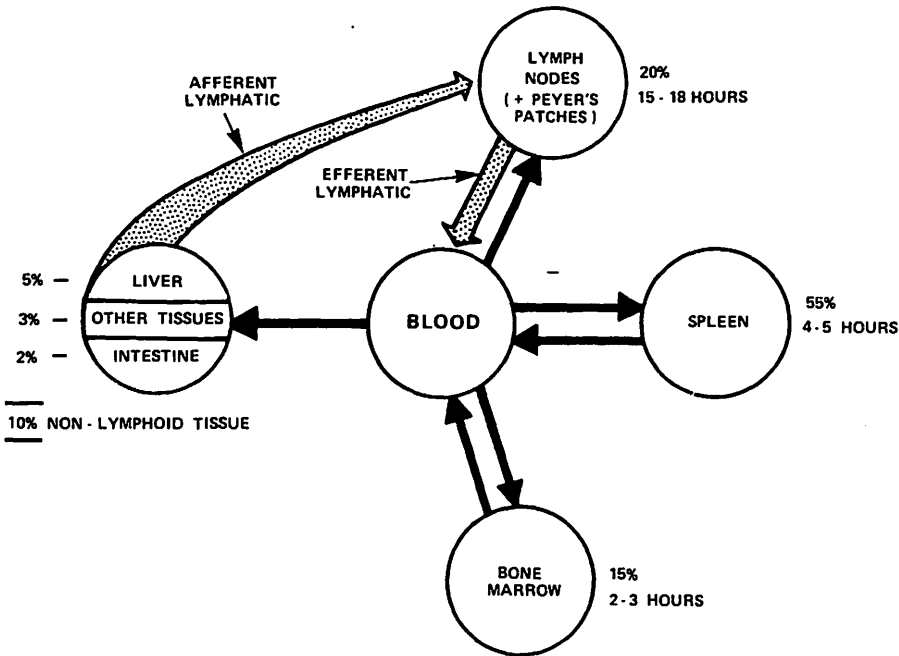 AFFERENT
LYMPHATIC
LYMPH
NODES
( + PEYER'S
PATCHES )
20%
15 - 18 HOURS
EFFERENT
LYMPHATIC
5% —
LIVER
3% —
OTHER TISSUES
2% —
INTESTINE
10% NON - LYMPHOID TISSUE
BLOOD
SPLEEN
55%
4 - 5 HOURS
BONE
MARROW
15%
2 - 3 HOURS